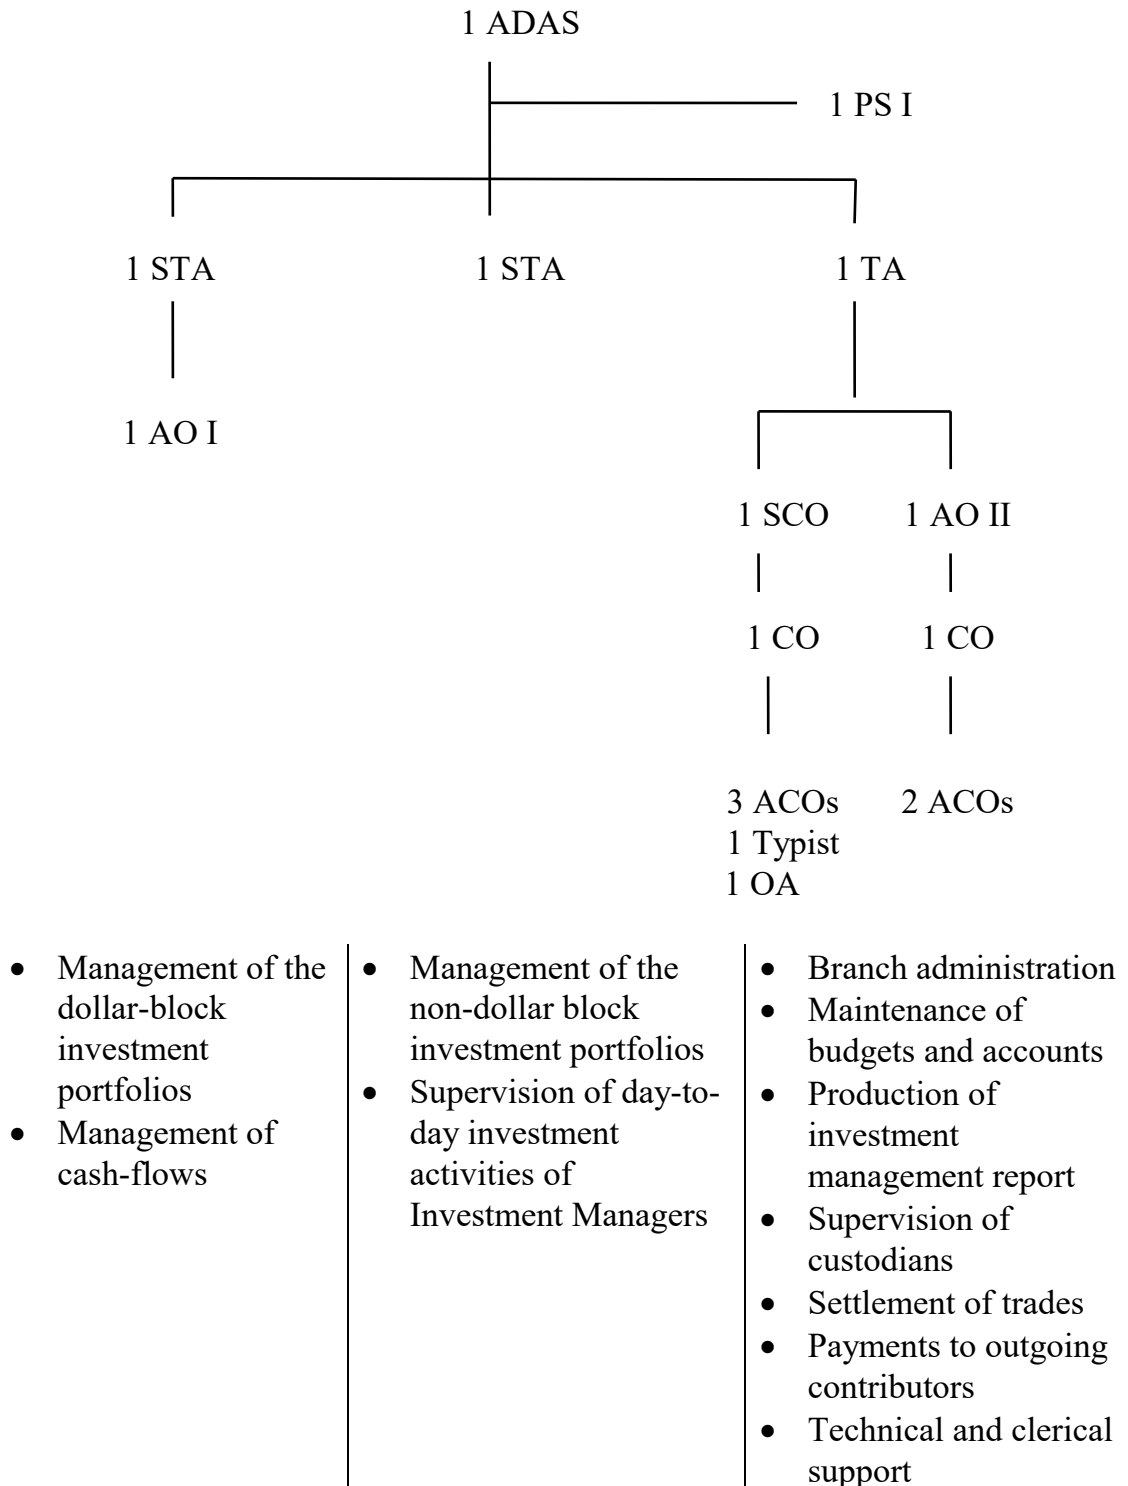 1 ADAS
1 PS I
1 STA
1 STA
1 TA
1 AO I
1 SCO
1 AO II
1 CO
1 CO
3 ACOs
1 Typist
1 OA
2 ACOs
• Management of the
dollar-block
investment
portfolios
• Management of
cash-flows
• Management of the
non-dollar block
investment portfolios
• Supervision of day-to-
day investment
activities of
Investment Managers
• Branch administration
• Maintenance of
budgets and accounts
• Production of
investment
management report
• Supervision of
custodians
• Settlement of trades
• Payments to outgoing
contributors
• Technical and clerical
support